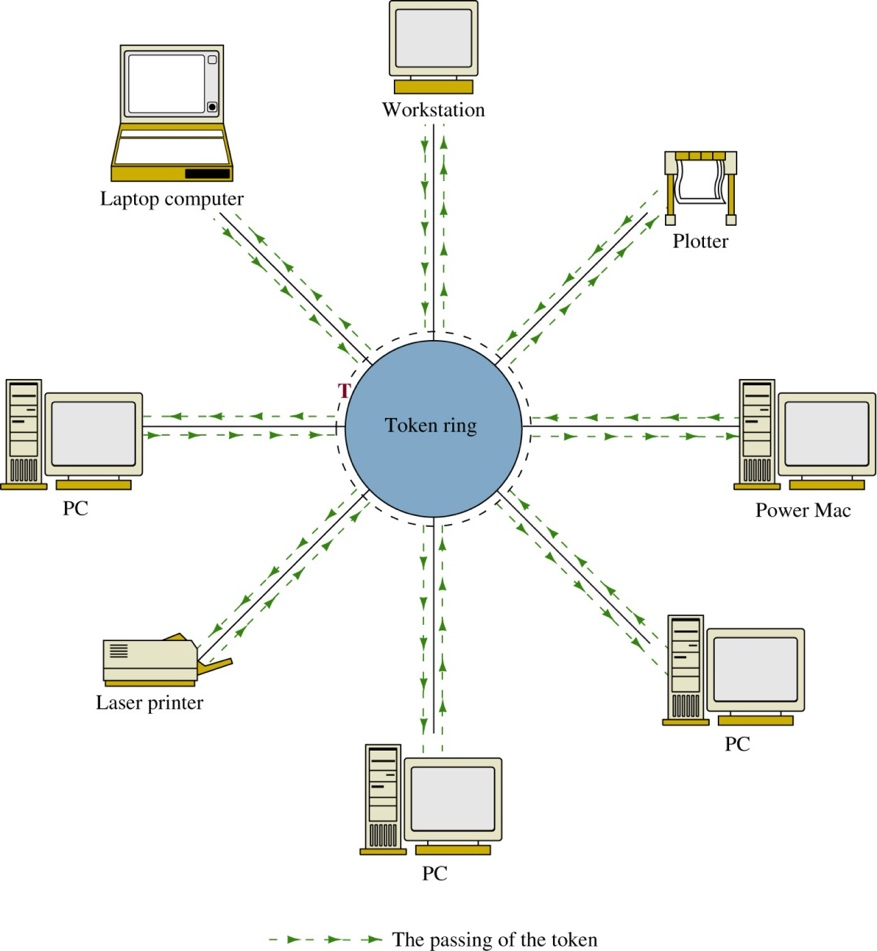 Workstation
Laptop computer
Plotter
T
Token ring
PC
Power Mac
Laser printer
PC
PC
The passing of the token